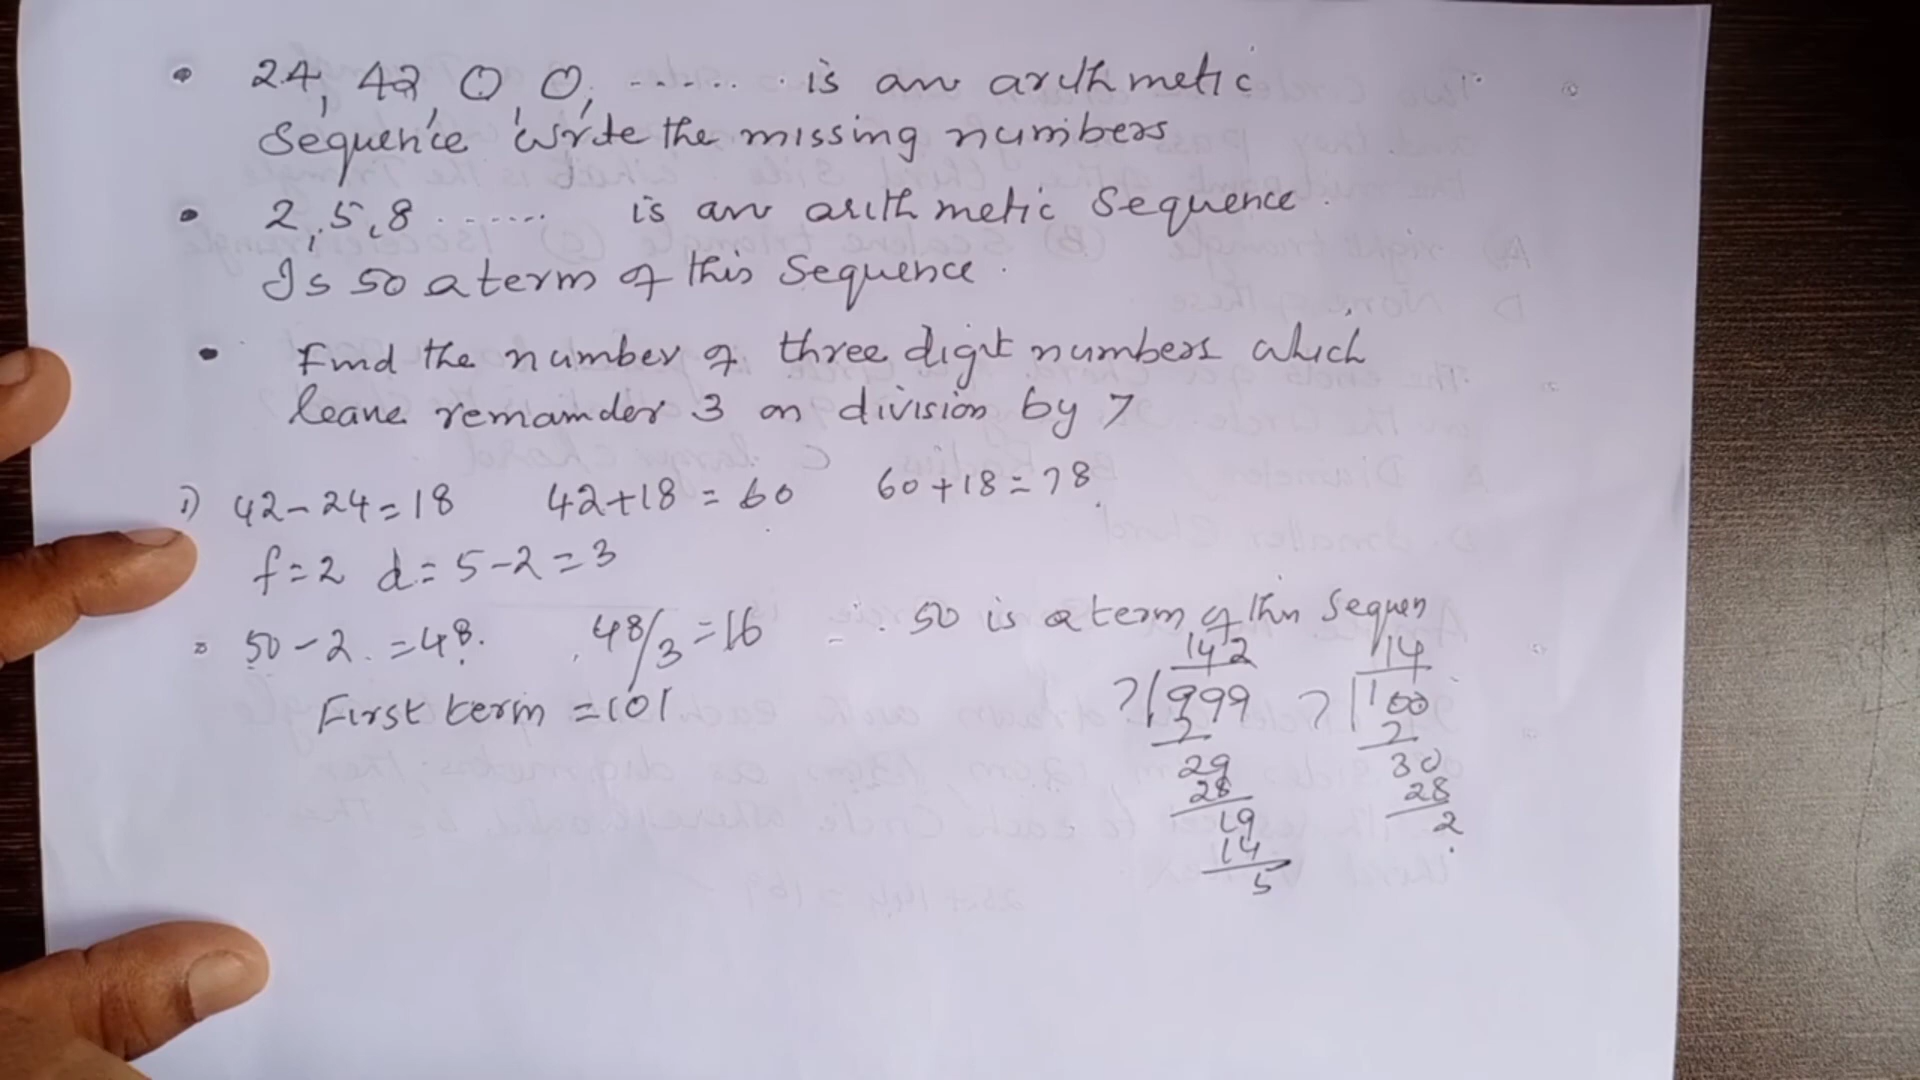 • 24, 42, O, O, ....... is an arithmetic
Sequence Write the missing numbers
• 2, 5, 8 ....... is an arithmetic Sequence.
Is 50 a term of this Sequence.
• Find the number of three digit numbers which
leave remainder 3 on division by 7
1) 42-24=18 42+18=60 60+18=78.
f=2 d=5-2=3
50-2.=48. 48/3=16 ∴ 50 is a term of this Sequen
First term =101
142
7)999
7
29
28
19
14
5
14
7)100
7
30
28
2